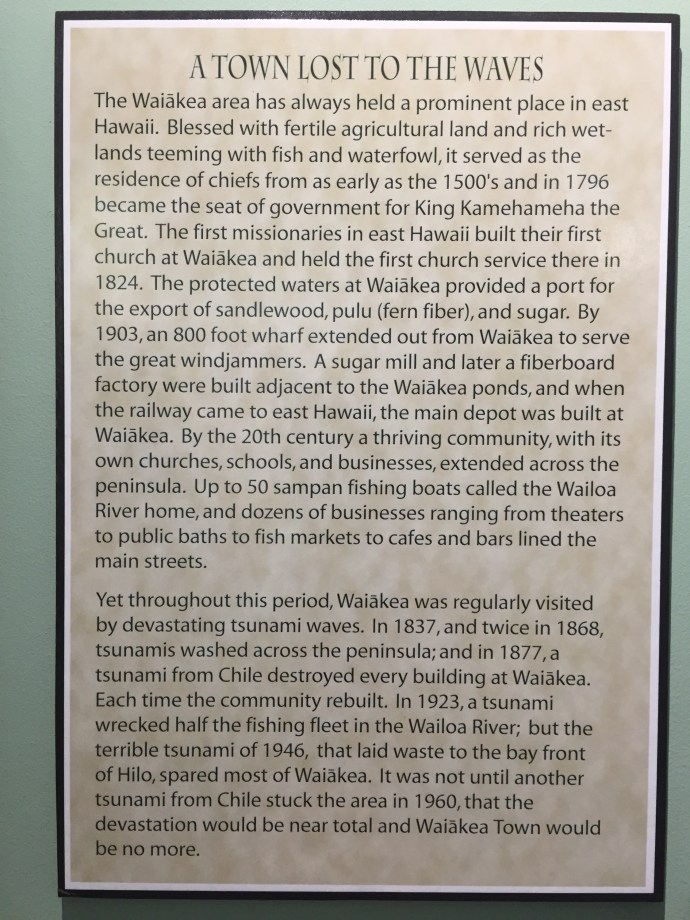 A TOWN LOST TO THE WAVES
The Waiākea area has always held a prominent place in east
Hawaii. Blessed with fertile agricultural land and rich wet-
lands teeming with fish and waterfowl, it served as the
residence of chiefs from as early as the 1500's and in 1796
became the seat of government for King Kamehameha the
Great. The first missionaries in east Hawaii built their first
church at Waiākea and held the first church service there in
1824. The protected waters at Waiākea provided a port for
the export of sandlewood, pulu (fern fiber), and sugar. By
1903, an 800 foot wharf extended out from Waiākea to serve
the great windjammers. A sugar mill and later a fiberboard
factory were built adjacent to the Waiākea ponds, and when
the railway came to east Hawaii, the main depot was built at
Waiākea. By the 20th century a thriving community, with its
own churches, schools, and businesses, extended across the
peninsula. Up to 50 sampan fishing boats called the Wailoa
River home, and dozens of businesses ranging from theaters
to public baths to fish markets to cafes and bars lined the
main streets.
Yet throughout this period, Waiākea was regularly visited
by devastating tsunami waves. In 1837, and twice in 1868,
tsunamis washed across the peninsula; and in 1877, a
tsunami from Chile destroyed every building at Waiākea.
Each time the community rebuilt. In 1923, a tsunami
wrecked half the fishing fleet in the Wailoa River; but the
terrible tsunami of 1946, that laid waste to the bay front
of Hilo, spared most of Waiākea. It was not until another
tsunami from Chile stuck the area in 1960, that the
devastation would be near total and Waiākea Town would
be no more.